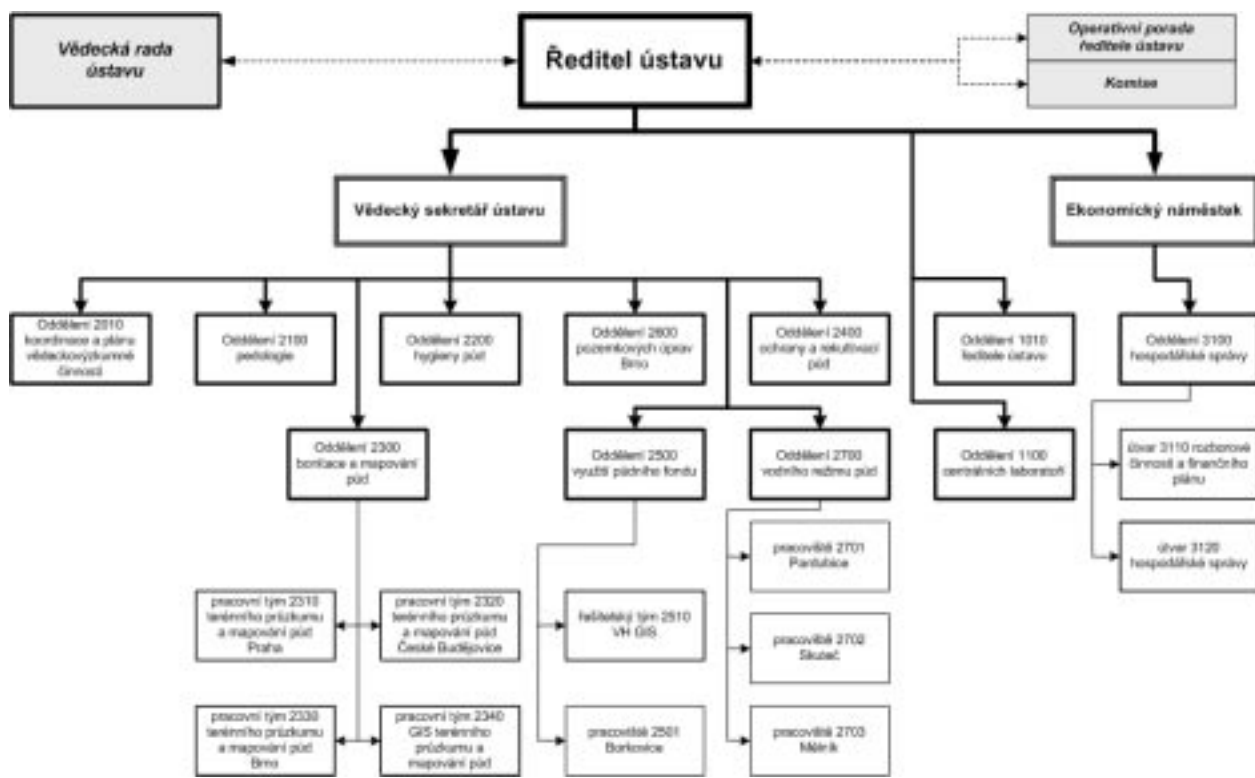 Vědecká rada
ústavu
Ředitel ústavu
Operativní porada
ředitele ústavu
Komise
Vědecký sekretář ústavu
Ekonomický náměstek
Oddělení 2010
koordinace a plánu
vědeckovýzkumné
činnosti
Oddělení 2100
pedologie
Oddělení 2200
hygieny půd
Oddělení 2600
pozemkových úprav
Brno
Oddělení 2400
ochrany a rekultivací
půd
Oddělení 1010
ředitele ústavu
Oddělení 3100
hospodářské správy
Oddělení 2300
bonitace a mapování
půd
Oddělení 2500
využití půdního fondu
Oddělení 2700
vodního režimu půd
Oddělení 1100
centrálních laboratoří
útvar 3110 rozborové
činnosti a finančního
plánu
útvar 3120
hospodářské správy
pracovní tým 2310
terénního průzkumu
a mapování půd
Praha
pracovní tým 2320
terénního průzkumu
a mapování půd
České Budějovice
řešitelský tým 2510
VH GIS
pracoviště 2701
Pardubice
pracoviště 2702
Skuteč
pracovní tým 2330
terénního průzkumu
a mapování půd
Brno
pracovní tým 2340
GIS terénního
průzkumu a
mapování půd
pracoviště 2501
Borkovice
pracoviště 2703
Mělník